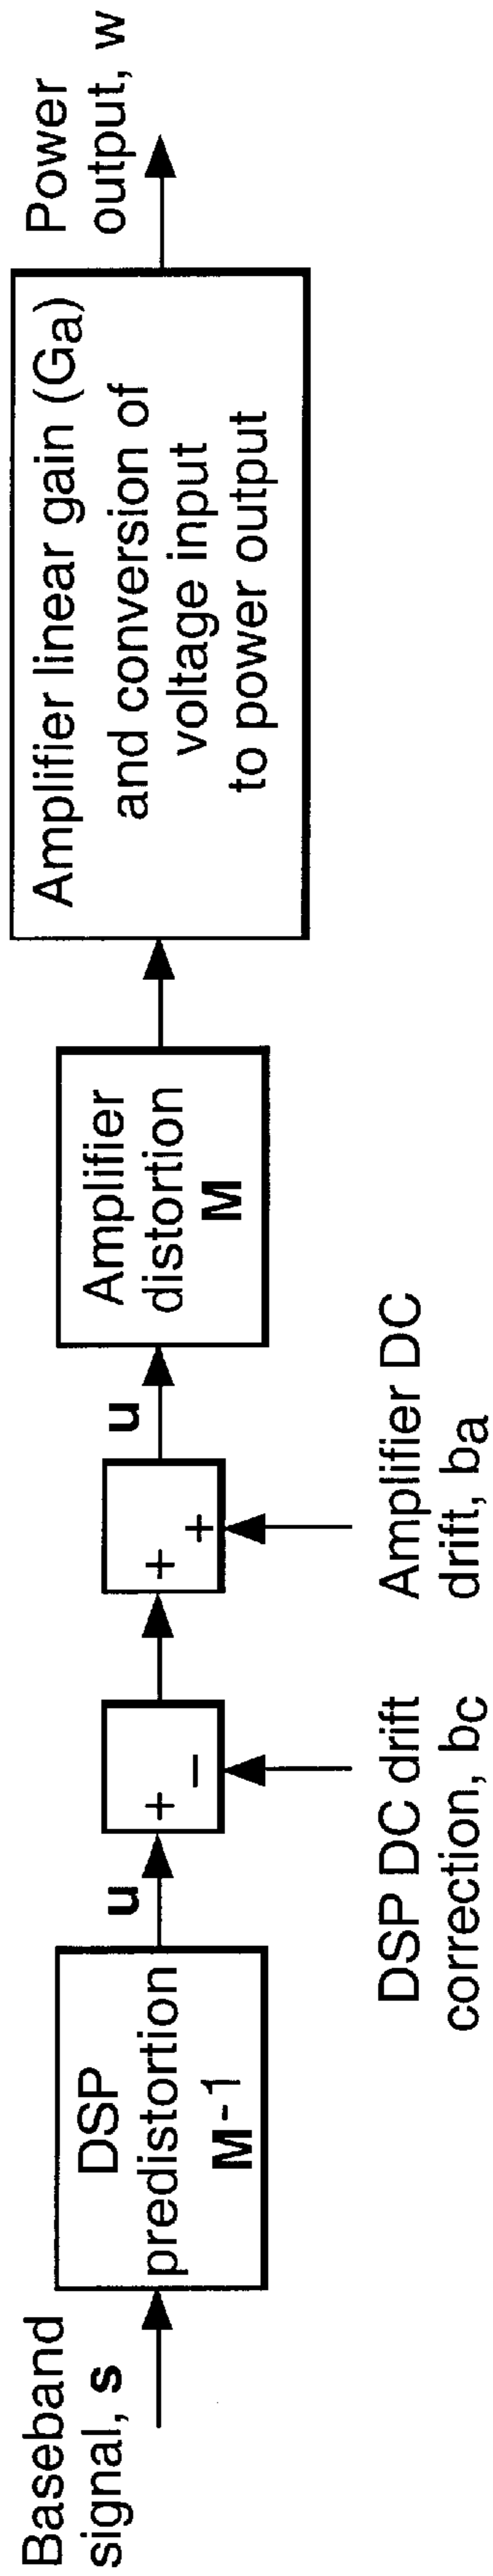 Baseband
signal, s
DSP
predistortion
M-1
u
+
−
DSP DC drift
correction, bc
+
+
Amplifier DC
drift, ba
u
Amplifier
distortion
M
Amplifier linear gain (Ga)
and conversion of
voltage input
to power output
Power
output, w